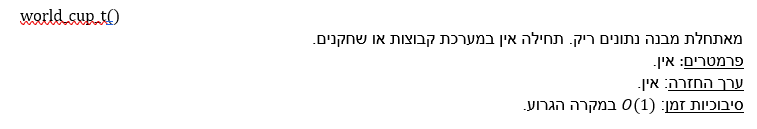 world_cup_t()
מאתחלת מבנה נתונים ריק. תחילה אין במערכת קבוצות או שחקנים.
פרמטרים: אין.
ערך החזרה: אין.
סיבוכיות זמן: O(1) במקרה הגרוע.